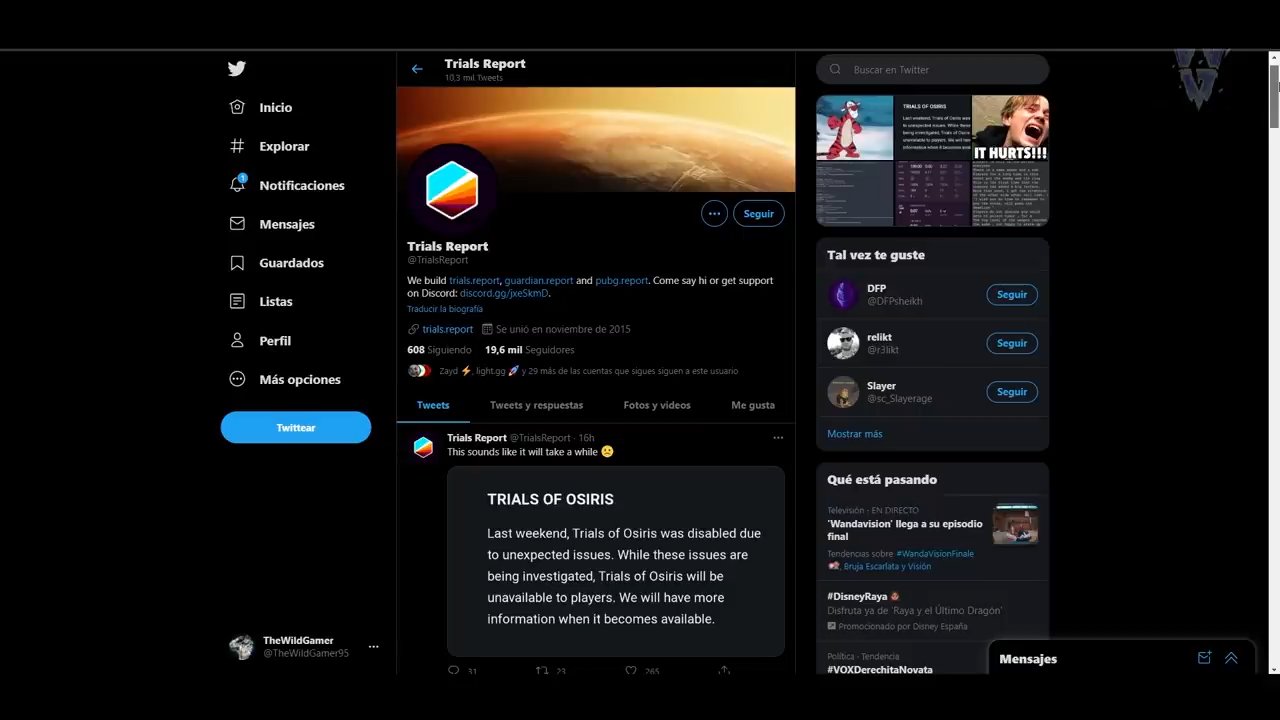 Trials Report
10,3 mil Tweets
Buscar en Twitter
Inicio
Explorar
1
Notificaciones
Mensajes
Guardados
Listas
Perfil
Más opciones
Twittear
TheWildGamer
@TheWildGamer95
Seguir
Trials Report
@TrialsReport
We build trials.report, guardian.report and pubg.report. Come say hi or get support
on Discord: discord.gg/jxeSkmD.
Traducir la biografía
trials.report Se unió en noviembre de 2015
608 Siguiendo 19,6 mil Seguidores
Zayd ⚡, light.gg 🚀 y 29 más de las cuentas que sigues siguen a este usuario
Tweets Tweets y respuestas Fotos y videos Me gusta
Trials Report @TrialsReport · 16h
This sounds like it will take a while 😕
TRIALS OF OSIRIS
Last weekend, Trials of Osiris was disabled due
to unexpected issues. While these issues are
being investigated, Trials of Osiris will be
unavailable to players. We will have more
information when it becomes available.
31 23 265
TRIALS OF OSIRIS
IT HURTS!!!
Tal vez te guste
DFP
@DFPsheikh
Seguir
relikt
@r3likt
Seguir
Slayer
@sc_Slayerage
Seguir
Mostrar más
Qué está pasando
Televisión · EN DIRECTO
'Wandavision' llega a su episodio
final
Tendencias sobre #WandaVisionFinale
, Bruja Escarlata y Visión
#DisneyRaya
Disfruta ya de 'Raya y el Último Dragón'
Promocionado por Disney España
Política · Tendencia
#VOXDerechitaNovata
Mensajes